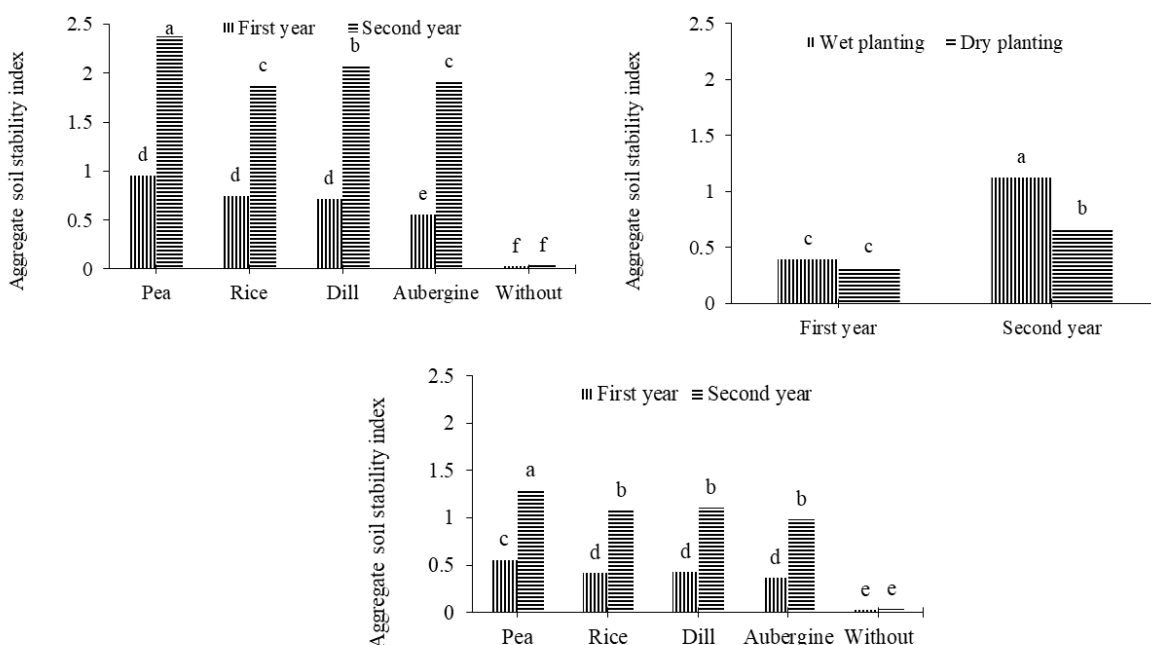 Aggregate soil stability index
First year Second year
2.5
2
1.5
1
0.5
0
d a
d c
d b
e c
f f
Pea Rice Dill Aubergine Without
Aggregate soil stability index
Wet planting Dry planting
2.5
2
1.5
1
0.5
0
c c
a b
First year Second year
Aggregate soil stability index
First year Second year
2.5
2
1.5
1
0.5
0
c a
d b
d b
d b
e e
Pea Rice Dill Aubergine Without